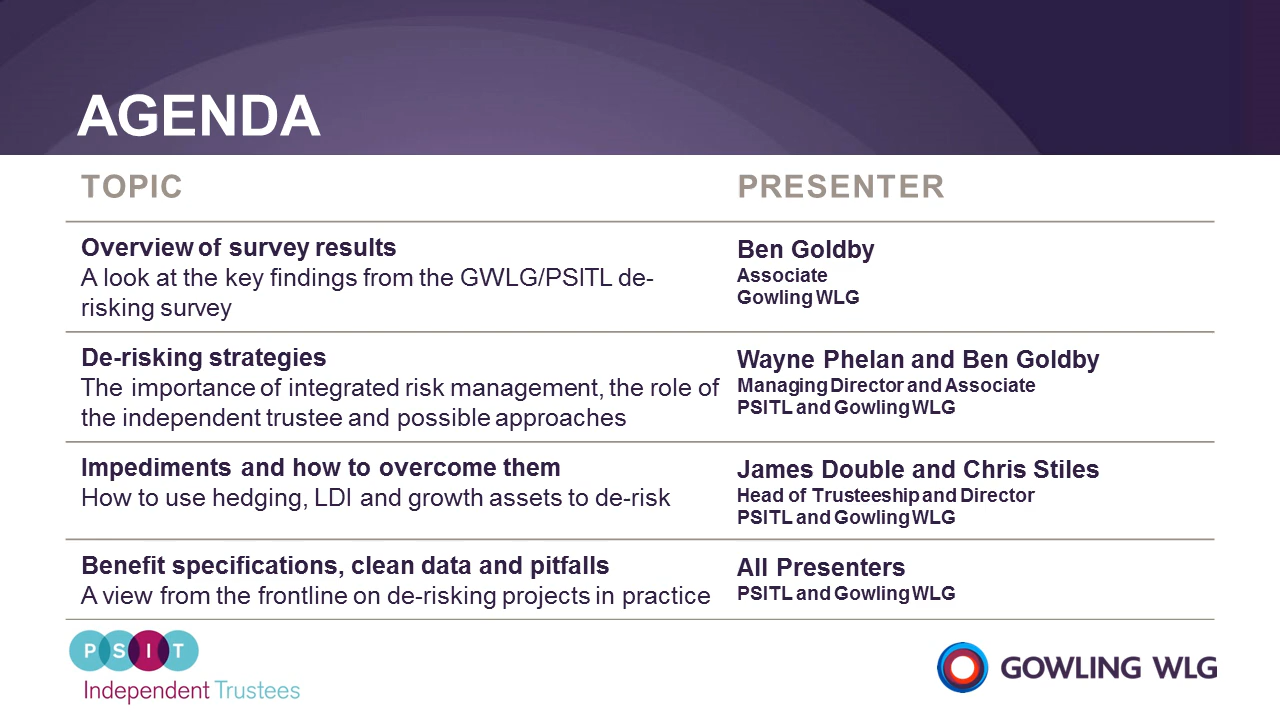 AGENDA
TOPIC
PRESENTER
Overview of survey results
A look at the key findings from the GWLG/PSITL de-
risking survey
Ben Goldby
Associate
Gowling WLG
De-risking strategies
The importance of integrated risk management, the role of
the independent trustee and possible approaches
Wayne Phelan and Ben Goldby
Managing Director and Associate
PSITL and Gowling WLG
Impediments and how to overcome them
How to use hedging, LDI and growth assets to de-risk
James Double and Chris Stiles
Head of Trusteeship and Director
PSITL and Gowling WLG
Benefit specifications, clean data and pitfalls
A view from the frontline on de-risking projects in practice
All Presenters
PSITL and Gowling WLG
PSIT
Independent Trustees
GOWLING WLG